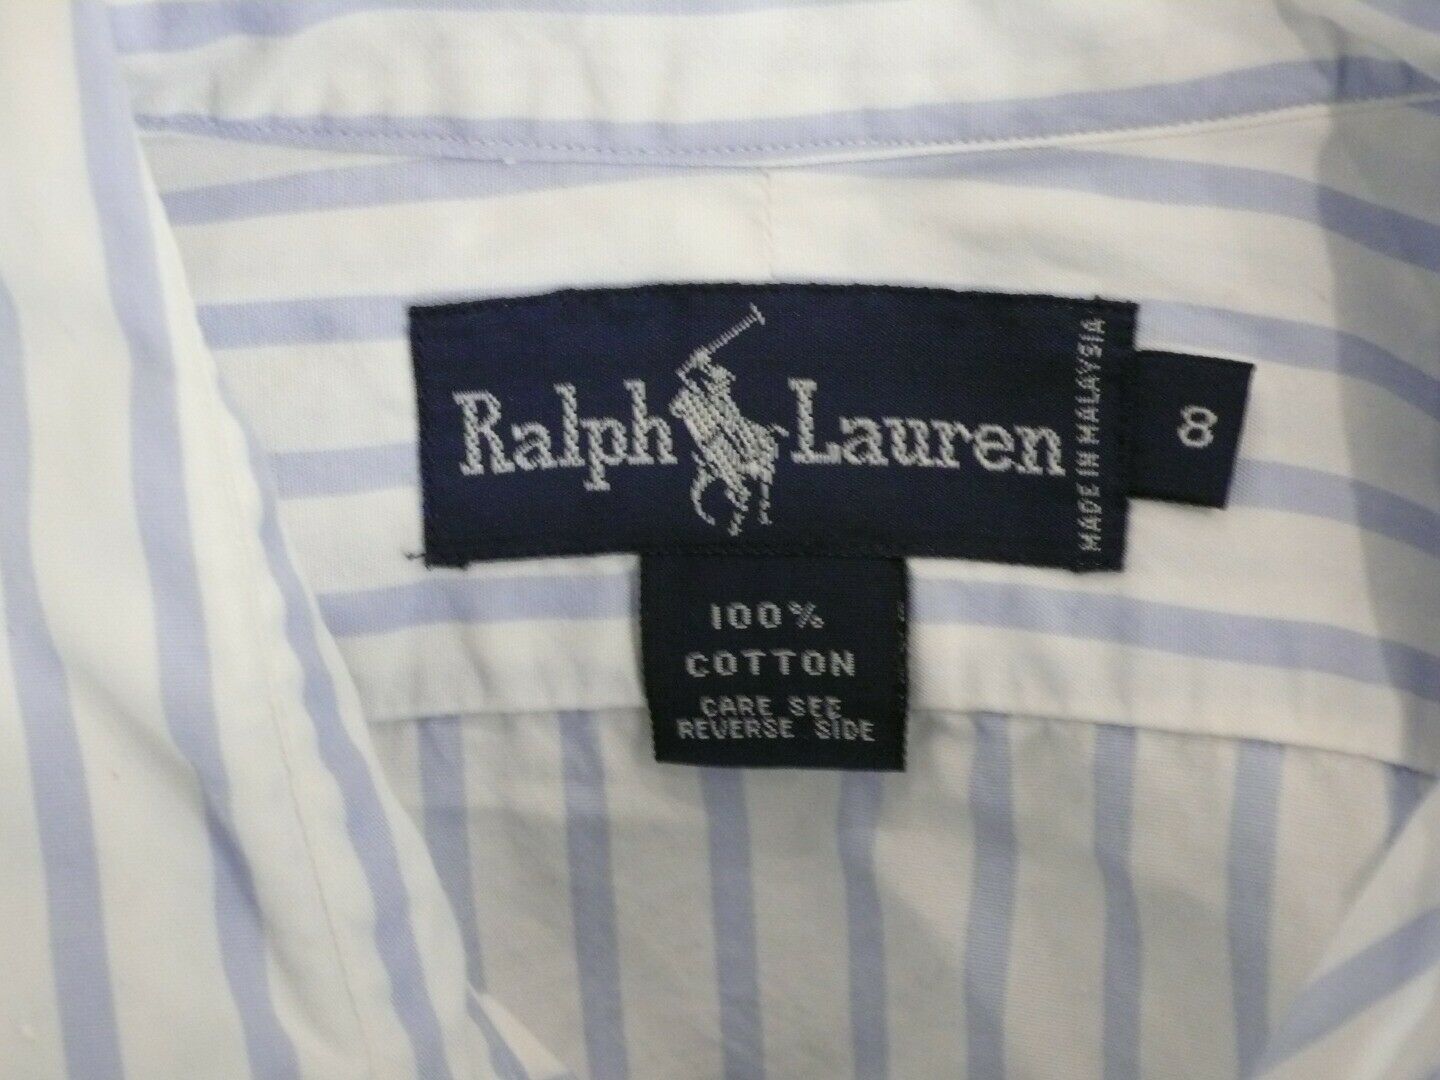 Ralph Lauren
MADE IN MALAYSIA
8
100%
COTTON
CARE SEE
REVERSE SIDE